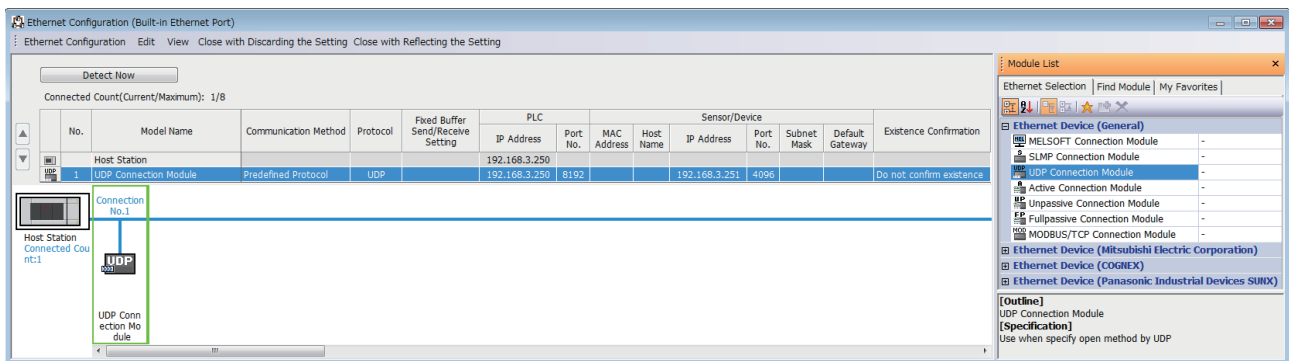 Ethernet Configuration (Built-in Ethernet Port)
Ethernet Configuration Edit View Close with Discarding the Setting Close with Reflecting the Setting
Detect Now
Connected Count(Current/Maximum): 1/8
No. Model Name Communication Method Protocol Fixed Buffer Send/Receive Setting PLC Sensor/Device Existence Confirmation
IP Address Port No. MAC Address Host Name IP Address Port No. Subnet Mask Default Gateway
Host Station 192.168.3.250
UDP 1 UDP Connection Module Predefined Protocol UDP 192.168.3.250 8192 192.168.3.251 4096 Do not confirm existence
Connection
No.1
Host Station
Connected Cou
nt:1
UDP
UDP Conn
ection Mo
dule
Module List
Ethernet Selection Find Module My Favorites
Ethernet Device (General)
MELSOFT Connection Module -
SLMP Connection Module -
UDP Connection Module -
Active Connection Module -
Unpassive Connection Module -
Fullpassive Connection Module -
MODBUS/TCP Connection Module -
Ethernet Device (Mitsubishi Electric Corporation)
Ethernet Device (COGNEX)
Ethernet Device (Panasonic Industrial Devices SUNX)
[Outline]
UDP Connection Module
[Specification]
Use when specify open method by UDP